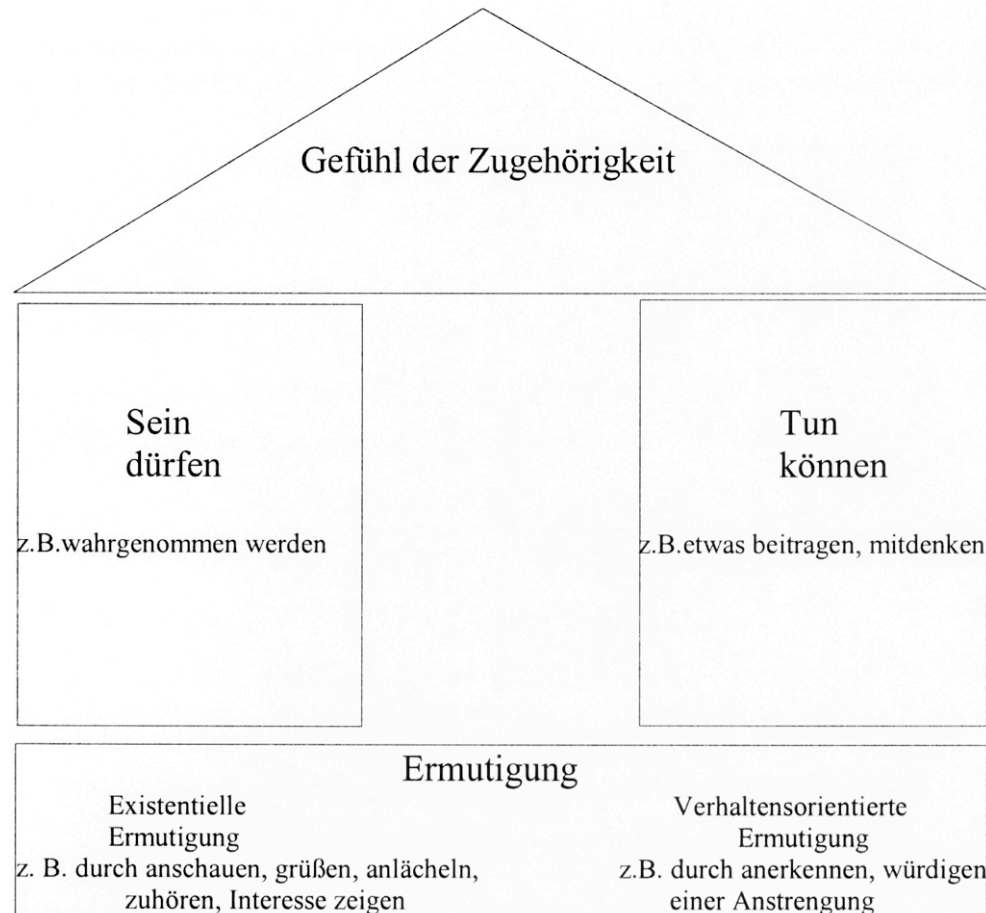 Gefühl der Zugehörigkeit
Sein
dürfen
z.B.wahrgenommen werden
Tun
können
z.B.etwas beitragen, mitdenken
Ermutigung
Existentielle
Ermutigung
z. B. durch anschauen, grüßen, anlächeln,
zuhören, Interesse zeigen
Verhaltensorientierte
Ermutigung
z.B. durch anerkennen, würdigen
einer Anstrengung